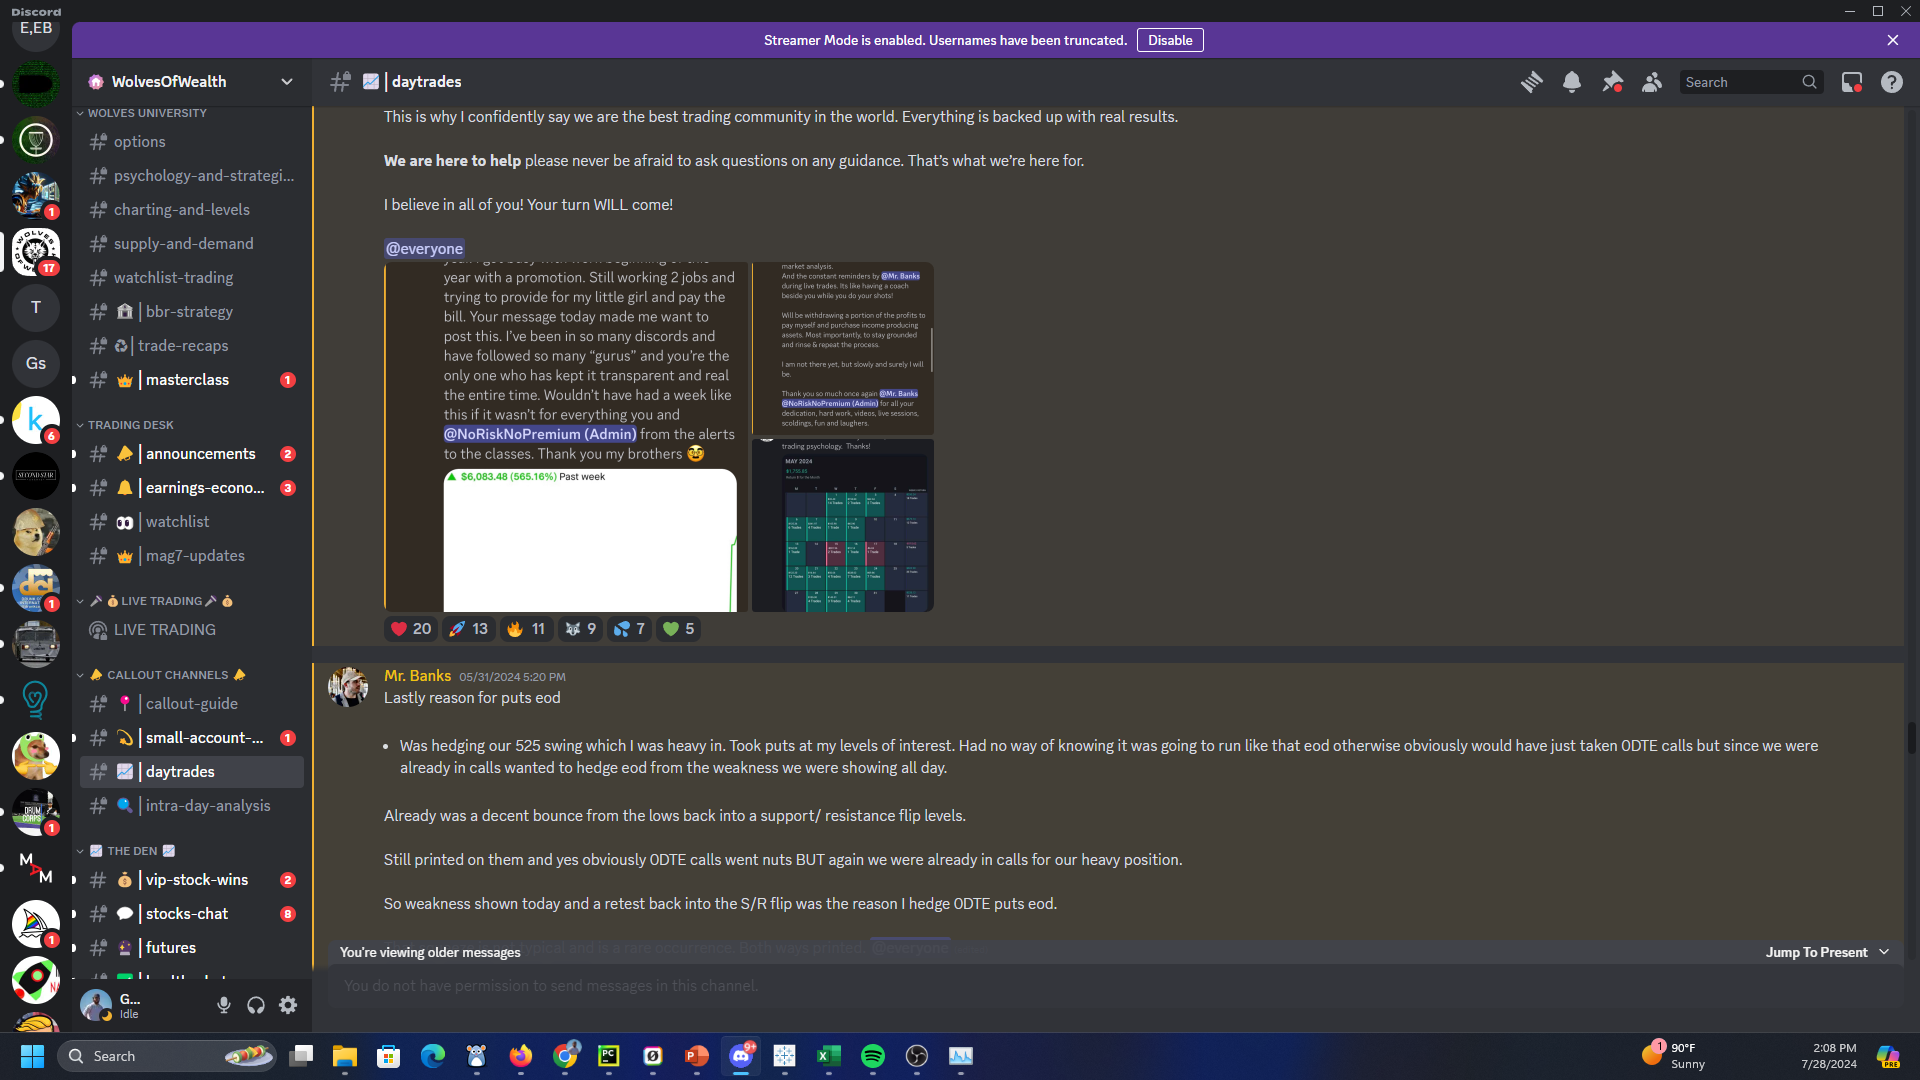 Discord
E,EB
Streamer Mode is enabled. Usernames have been truncated.
Disable
WolvesOfWealth
daytrades
Search
1
17
T
Gs
k
6
SECOND STAR
dci
1
DRUM CORPS
1
M A M
1
WOLVES UNIVERSITY
options
psychology-and-strategi...
charting-and-levels
supply-and-demand
watchlist-trading
bbr-strategy
trade-recaps
masterclass 1
TRADING DESK
announcements 2
earnings-econo... 3
watchlist
mag7-updates
LIVE TRADING
LIVE TRADING
CALLOUT CHANNELS
callout-guide
small-account-... 1
daytrades
intra-day-analysis
THE DEN
vip-stock-wins 2
stocks-chat 8
futures
G...
Idle
This is why I confidently say we are the best trading community in the world. Everything is backed up with real results.
We are here to help please never be afraid to ask questions on any guidance. That's what we're here for.
I believe in all of you! Your turn WILL come!
@everyone
year with a promotion. Still working 2 jobs and
trying to provide for my little girl and pay the
bill. Your message today made me want to
post this. I've been in so many discords and
have followed so many “gurus” and you're the
only one who has kept it transparent and real
the entire time. Wouldn't have had a week like
this if it wasn't for everything you and
@NoRiskNoPremium (Admin) from the alerts
to the classes. Thank you my brothers
$6,083.48 (565.16%) Past week
market analysis.
And the constant reminders by @Mr. Banks
during live trades. Its like having a coach
beside you while you do your shots!
Will be withdrawing a portion of the profits to
pay myself and purchase income producing
assets. Most importantly, to stay grounded
and rinse & repeat the process.
I am not there yet, but slowly and surely I will
be.
Thank you so much once again @Mr. Banks
@NoRiskNoPremium (Admin) for all your
dedication, hard work, videos, live sessions,
scoldings, fun and laughers.
trading psychology. Thanks!
MAY 2024
20 13 11 9 7 5
Mr. Banks 05/31/2024 5:20 PM
Lastly reason for puts eod
• Was hedging our 525 swing which I was heavy in. Took puts at my levels of interest. Had no way of knowing it was going to run like that eod otherwise obviously would have just taken 0DTE calls but since we were
already in calls wanted to hedge eod from the weakness we were showing all day.
Already was a decent bounce from the lows back into a support/ resistance flip levels.
Still printed on them and yes obviously 0DTE calls went nuts BUT again we were already in calls for our heavy position.
So weakness shown today and a retest back into the S/R flip was the reason I hedge 0DTE puts eod.
typical and is a rare occurrence. Both ways printed. @everyone
You're viewing older messages
Jump To Present
You do not have permission to send messages in this channel.
Search
PC
9+
1
90°F
Sunny
2:08 PM
7/28/2024
PRE